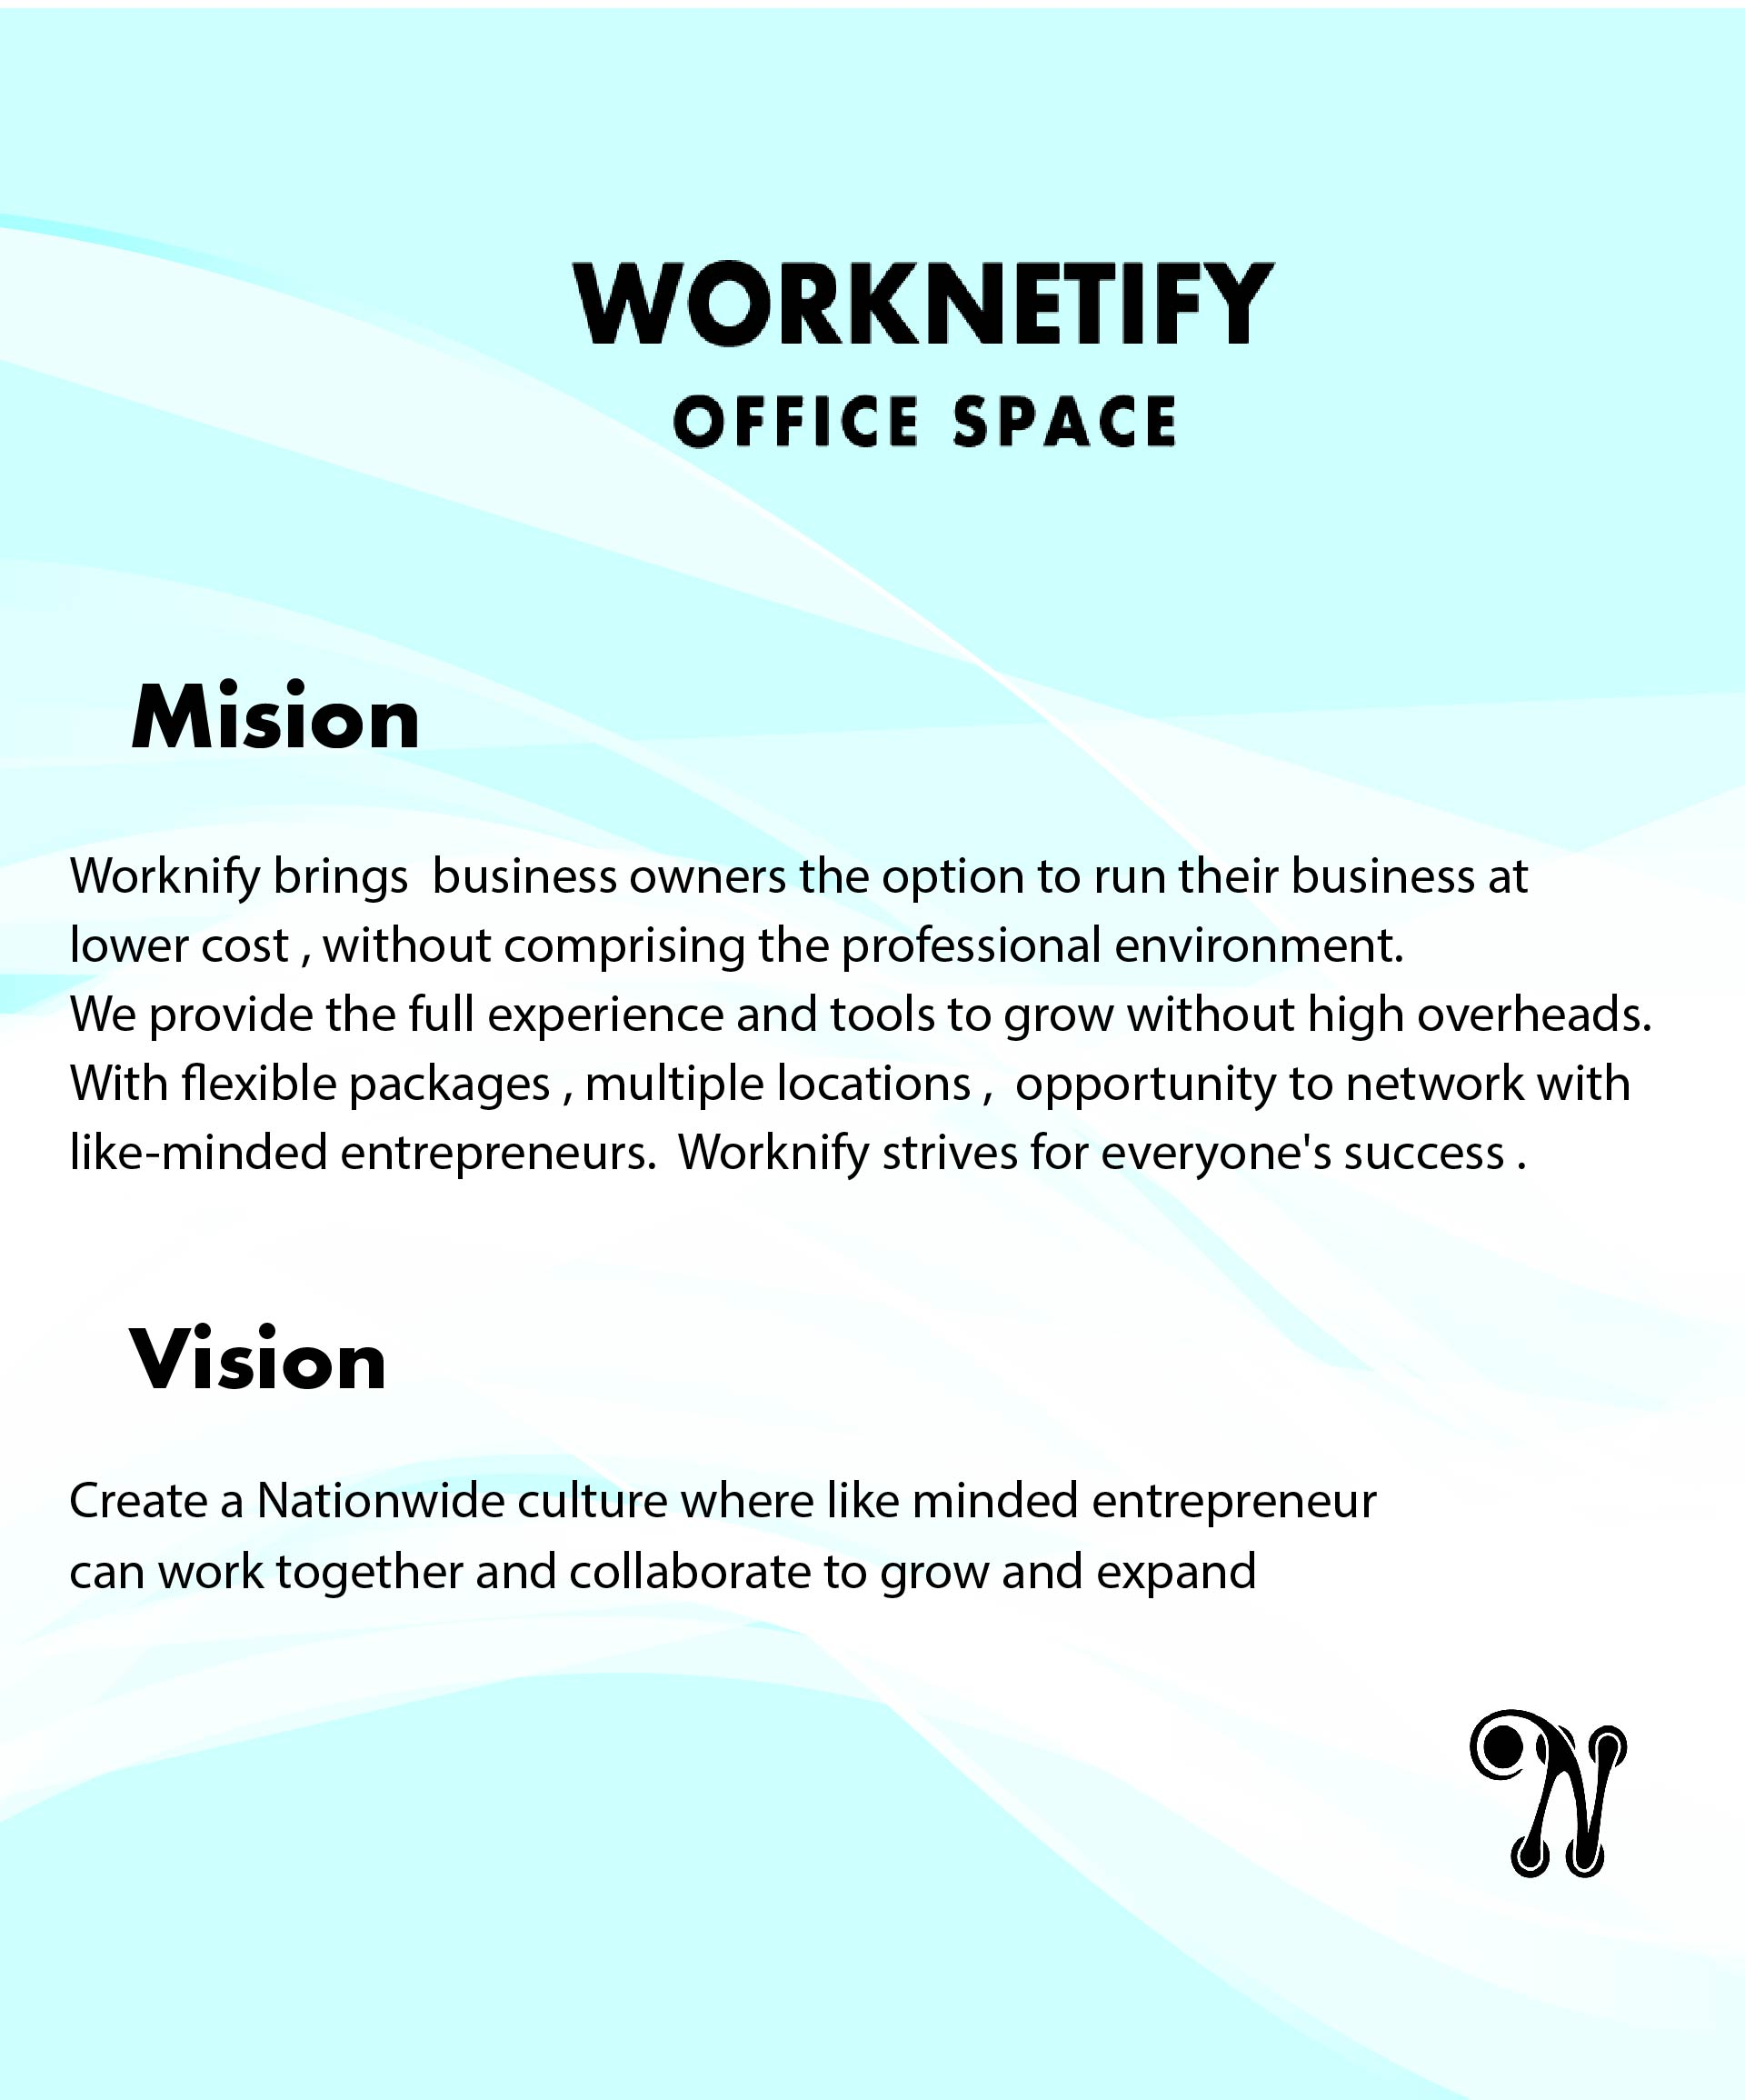 WORKNETIFY
OFFICE SPACE
Mision
Worknify brings  business owners the option to run their business at
lower cost , without comprising the professional environment.
We provide the full experience and tools to grow without high overheads.
With flexible packages , multiple locations ,  opportunity to network with
like-minded entrepreneurs.  Worknify strives for everyone's success .
Vision
Create a Nationwide culture where like minded entrepreneur
can work together and collaborate to grow and expand
N